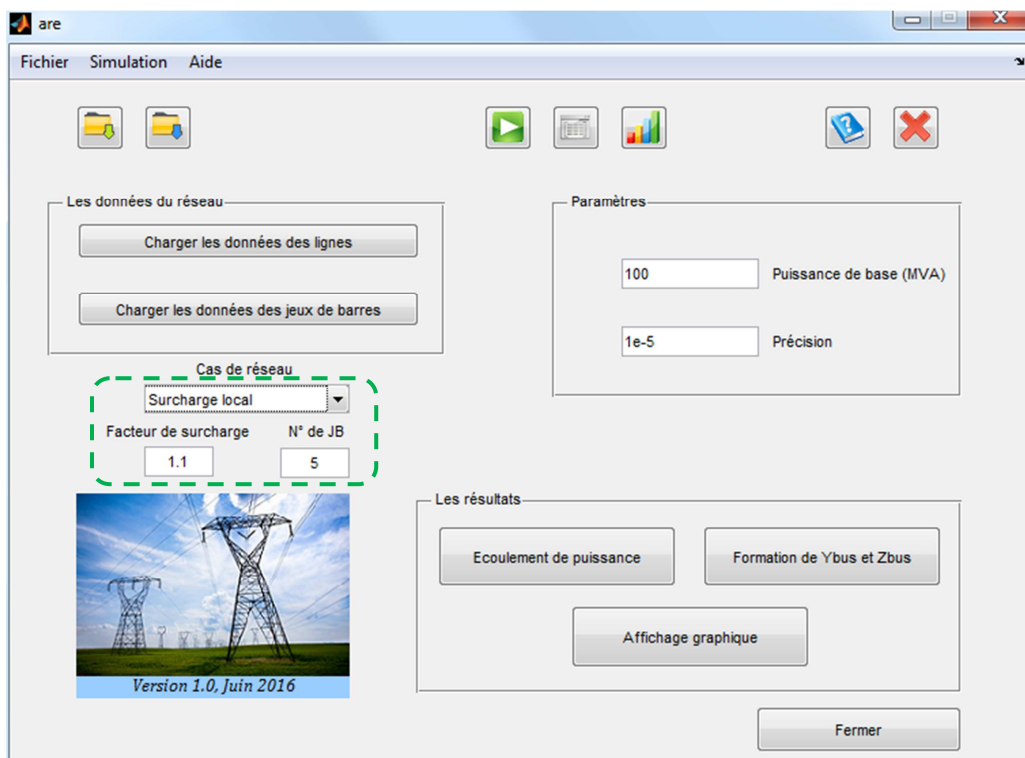 are
Fichier Simulation Aide
Les données du réseau
Charger les données des lignes
Charger les données des jeux de barres
Paramètres
100 Puissance de base (MVA)
1e-5 Précision
Cas de réseau
Surcharge local
Facteur de surcharge N° de JB
1.1 5
Version 1.0, Juin 2016
Les résultats
Ecoulement de puissance Formation de Ybus et Zbus
Affichage graphique
Fermer